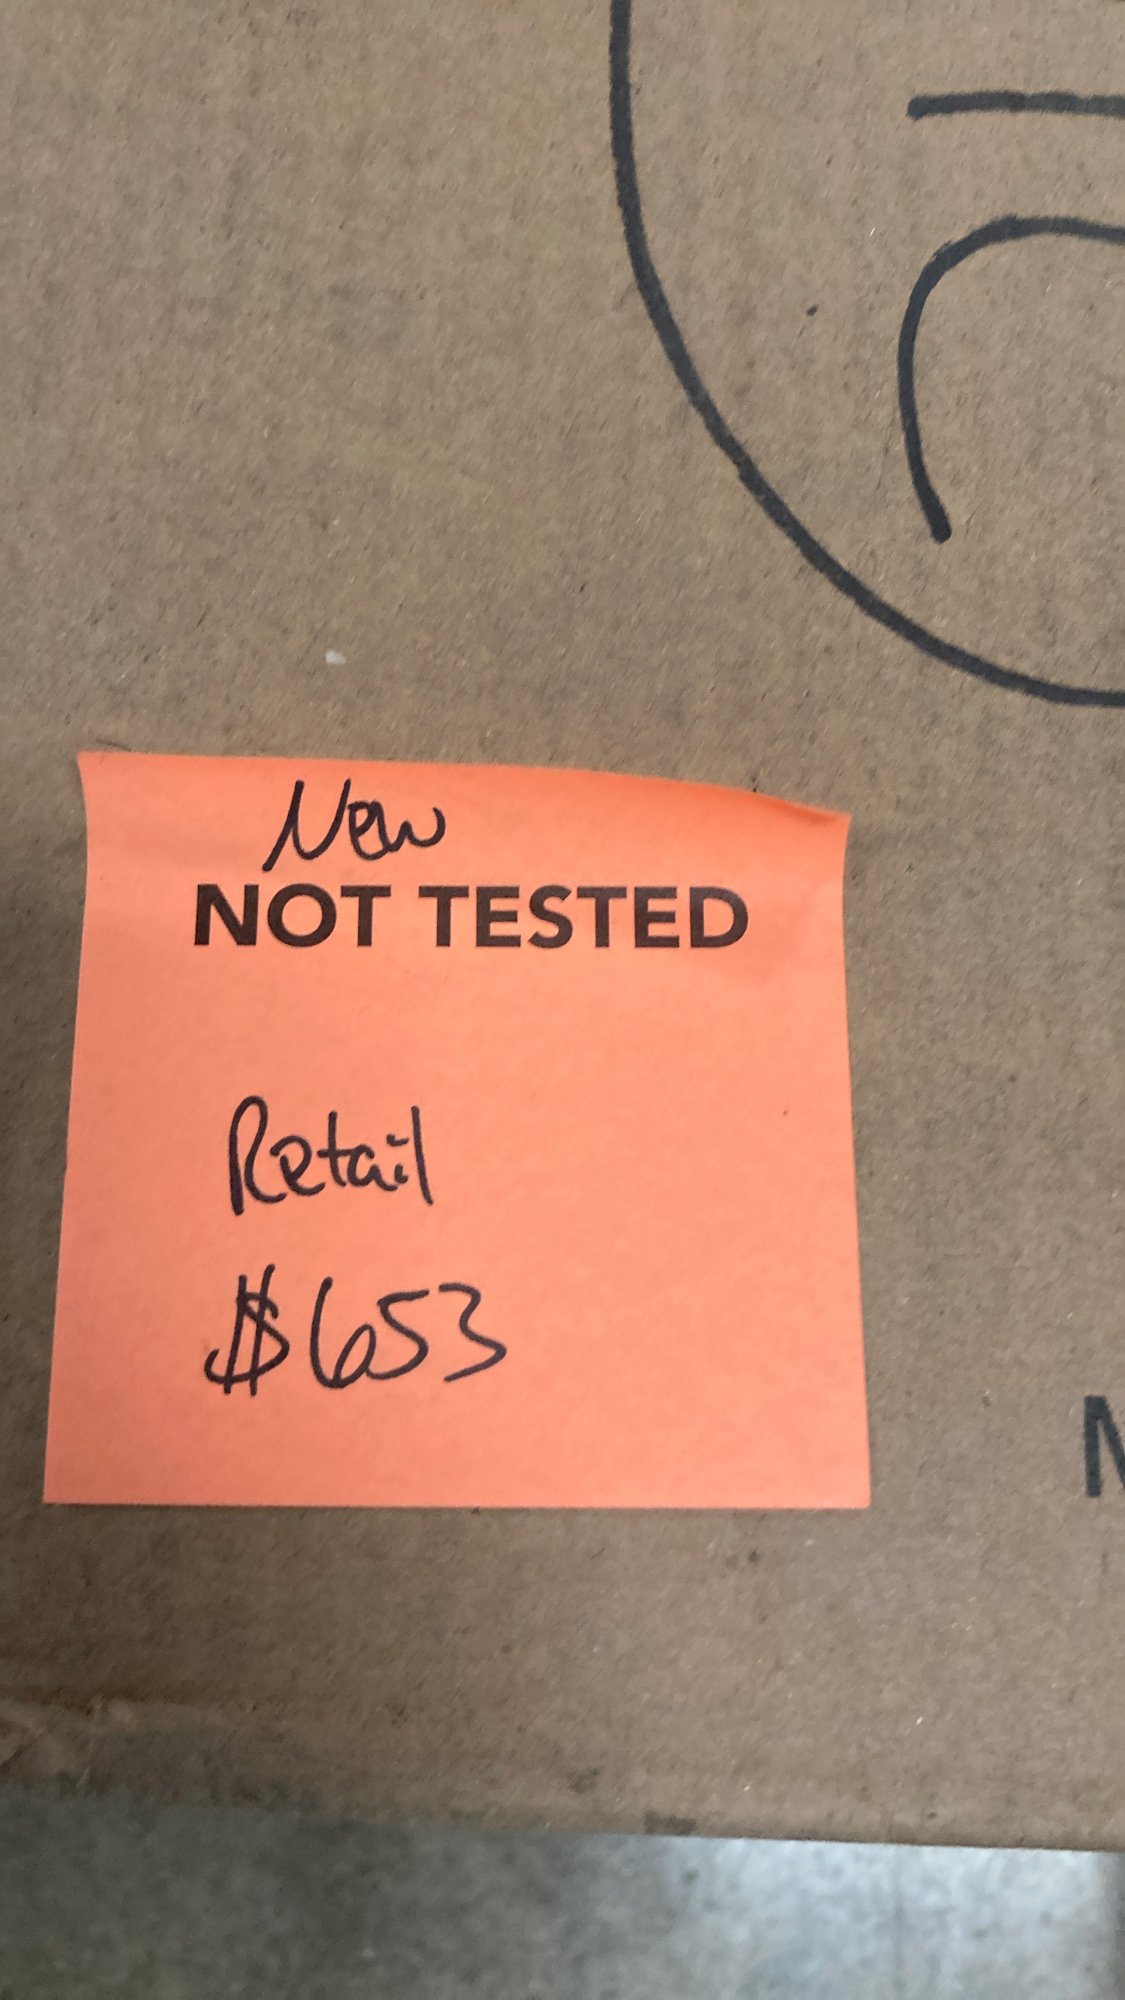 New
NOT TESTED
Retail
$653